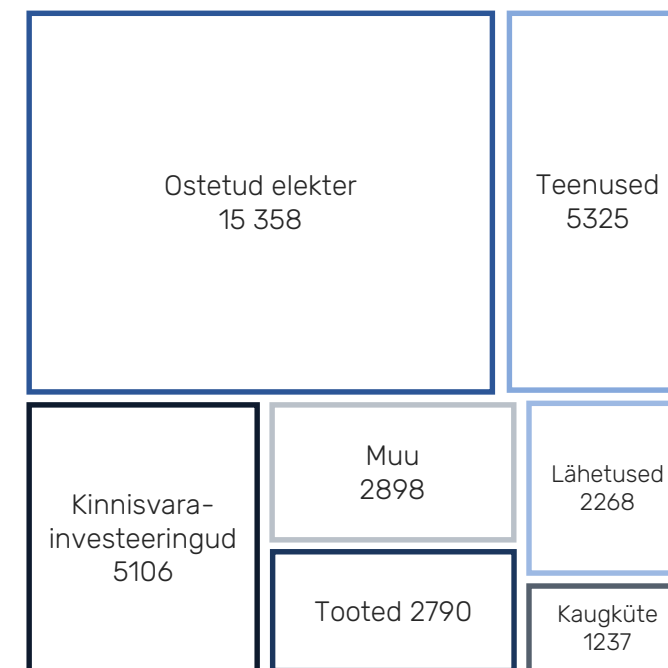 Ostetud elekter
15 358
Teenused
5325
Kinnisvara-
investeeringud
5106
Muu
2898
Tooted 2790
Lähetused
2268
Kaugküte
1237